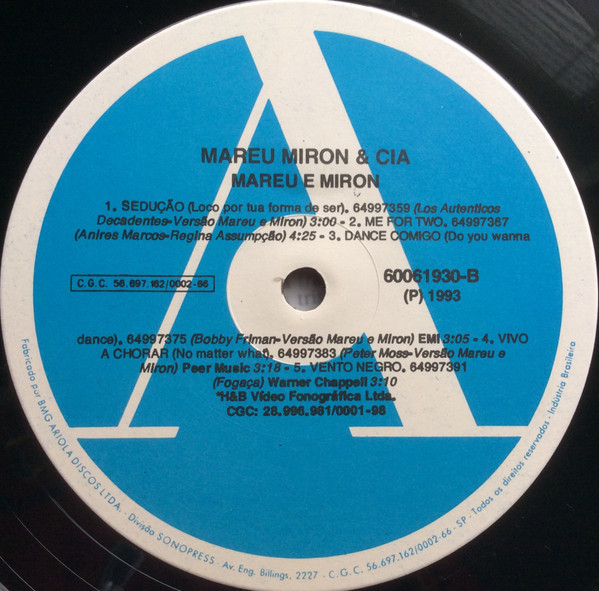 MAREU MIRON & CIA
MAREU E MIRON
1. SEDUÇÃO (Loco por tua forma de ser). 64997359 (Los Autenticos
Decadentes-Versão Mareu e Miron) 3:00 - 2. ME FOR TWO. 64997367
(Anires Marcos-Regina Assumpção) 4:25 - 3. DANCE COMIGO (Do you wanna
C.G.C. 56.697.162/0002-66
60061930-B
(P) 1993
dance). 64997375 (Bobby Friman-Versão Mareu e Miron) EMI 3:05 - 4. VIVO
A CHORAR (No matter what). 64997383 (Peter Moss-Versão Mareu e
Miron) Peer Music 3:18 - 5. VENTO NEGRO. 64997391
(Fogaça) Warner Chappell 3:10
*H&B Vídeo Fonográfica Ltda.
CGC: 28.996.981/0001-98
Fabricado por BMG ARIOLA DISCOS LTDA. - Divisão SONOPRESS - Av. Eng. Billings, 2227 - C.G.C. 56.697.162/0002-66 - SP - Todos os direitos reservados - Indústria Brasileira